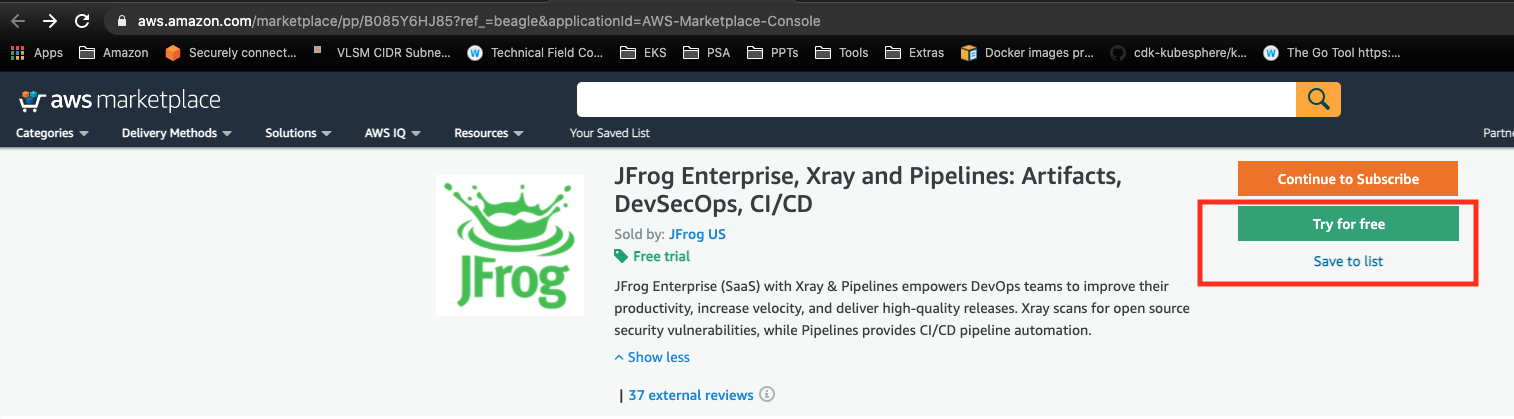 aws.amazon.com/marketplace/pp/B085Y6HJ85?ref_=beagle&applicationId=AWS-Marketplace-Console
Apps Amazon Securely connect... VLSM CIDR Subne... Technical Field Co... EKS PSA PPTs Tools Extras Docker images pr... cdk-kubesphere/k... The Go Tool https:...
aws marketplace
Categories Delivery Methods Solutions AWS IQ Resources Your Saved List Partne
JFrog
JFrog Enterprise, Xray and Pipelines: Artifacts,
DevSecOps, CI/CD
Sold by: JFrog US
Free trial
JFrog Enterprise (SaaS) with Xray & Pipelines empowers DevOps teams to improve their
productivity, increase velocity, and deliver high-quality releases. Xray scans for open source
security vulnerabilities, while Pipelines provides CI/CD pipeline automation.
Show less
| 37 external reviews
Continue to Subscribe
Try for free
Save to list